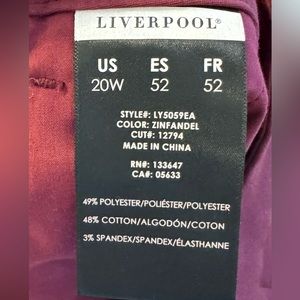 LIVERPOOL®
US ES FR
20W 52 52
STYLE#: LY5059EA
COLOR: ZINFANDEL
CUT#: 12794
MADE IN CHINA
RN#: 133647
CA#: 05633
49% POLYESTER/POLIÉSTER/POLYESTER
48% COTTON/ALGODÓN/COTON
3% SPANDEX/SPANDEX/ÉLASTHANNE